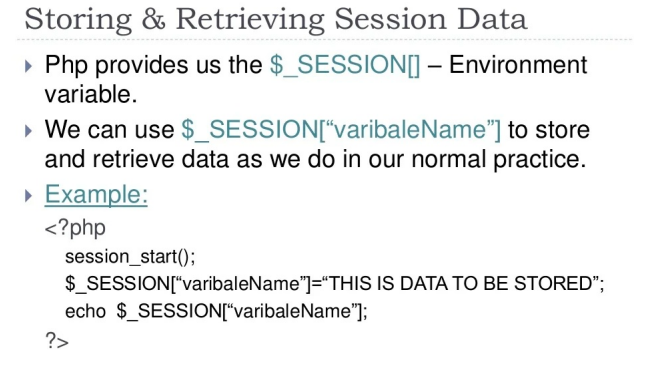 Storing & Retrieving Session Data
Php provides us the $_SESSION[] – Environment
variable.
We can use $_SESSION[“varibaleName”] to store
and retrieve data as we do in our normal practice.
Example:
<?php
session_start();
$_SESSION[“varibaleName”]=“THIS IS DATA TO BE STORED”;
echo  $_SESSION[“varibaleName”];
?>